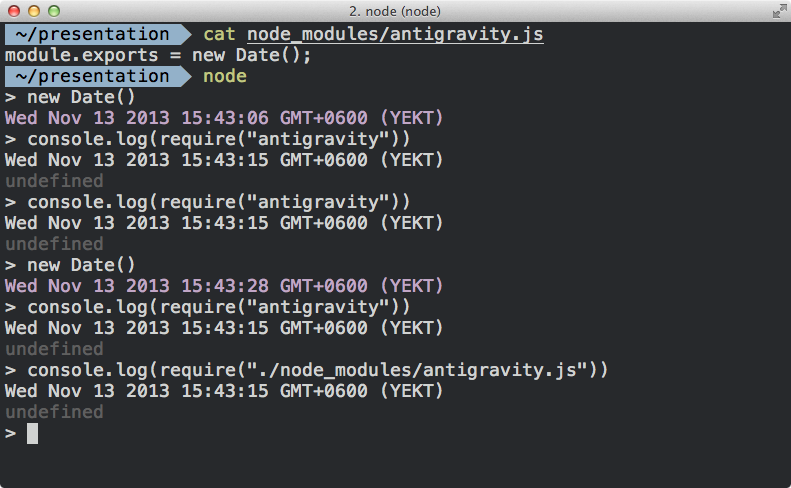 2. node (node)
~/presentation cat node_modules/antigravity.js
module.exports = new Date();
~/presentation node
> new Date()
Wed Nov 13 2013 15:43:06 GMT+0600 (YEKT)
> console.log(require("antigravity"))
Wed Nov 13 2013 15:43:15 GMT+0600 (YEKT)
undefined
> console.log(require("antigravity"))
Wed Nov 13 2013 15:43:15 GMT+0600 (YEKT)
undefined
> new Date()
Wed Nov 13 2013 15:43:28 GMT+0600 (YEKT)
> console.log(require("antigravity"))
Wed Nov 13 2013 15:43:15 GMT+0600 (YEKT)
undefined
> console.log(require("./node_modules/antigravity.js"))
Wed Nov 13 2013 15:43:15 GMT+0600 (YEKT)
undefined
>